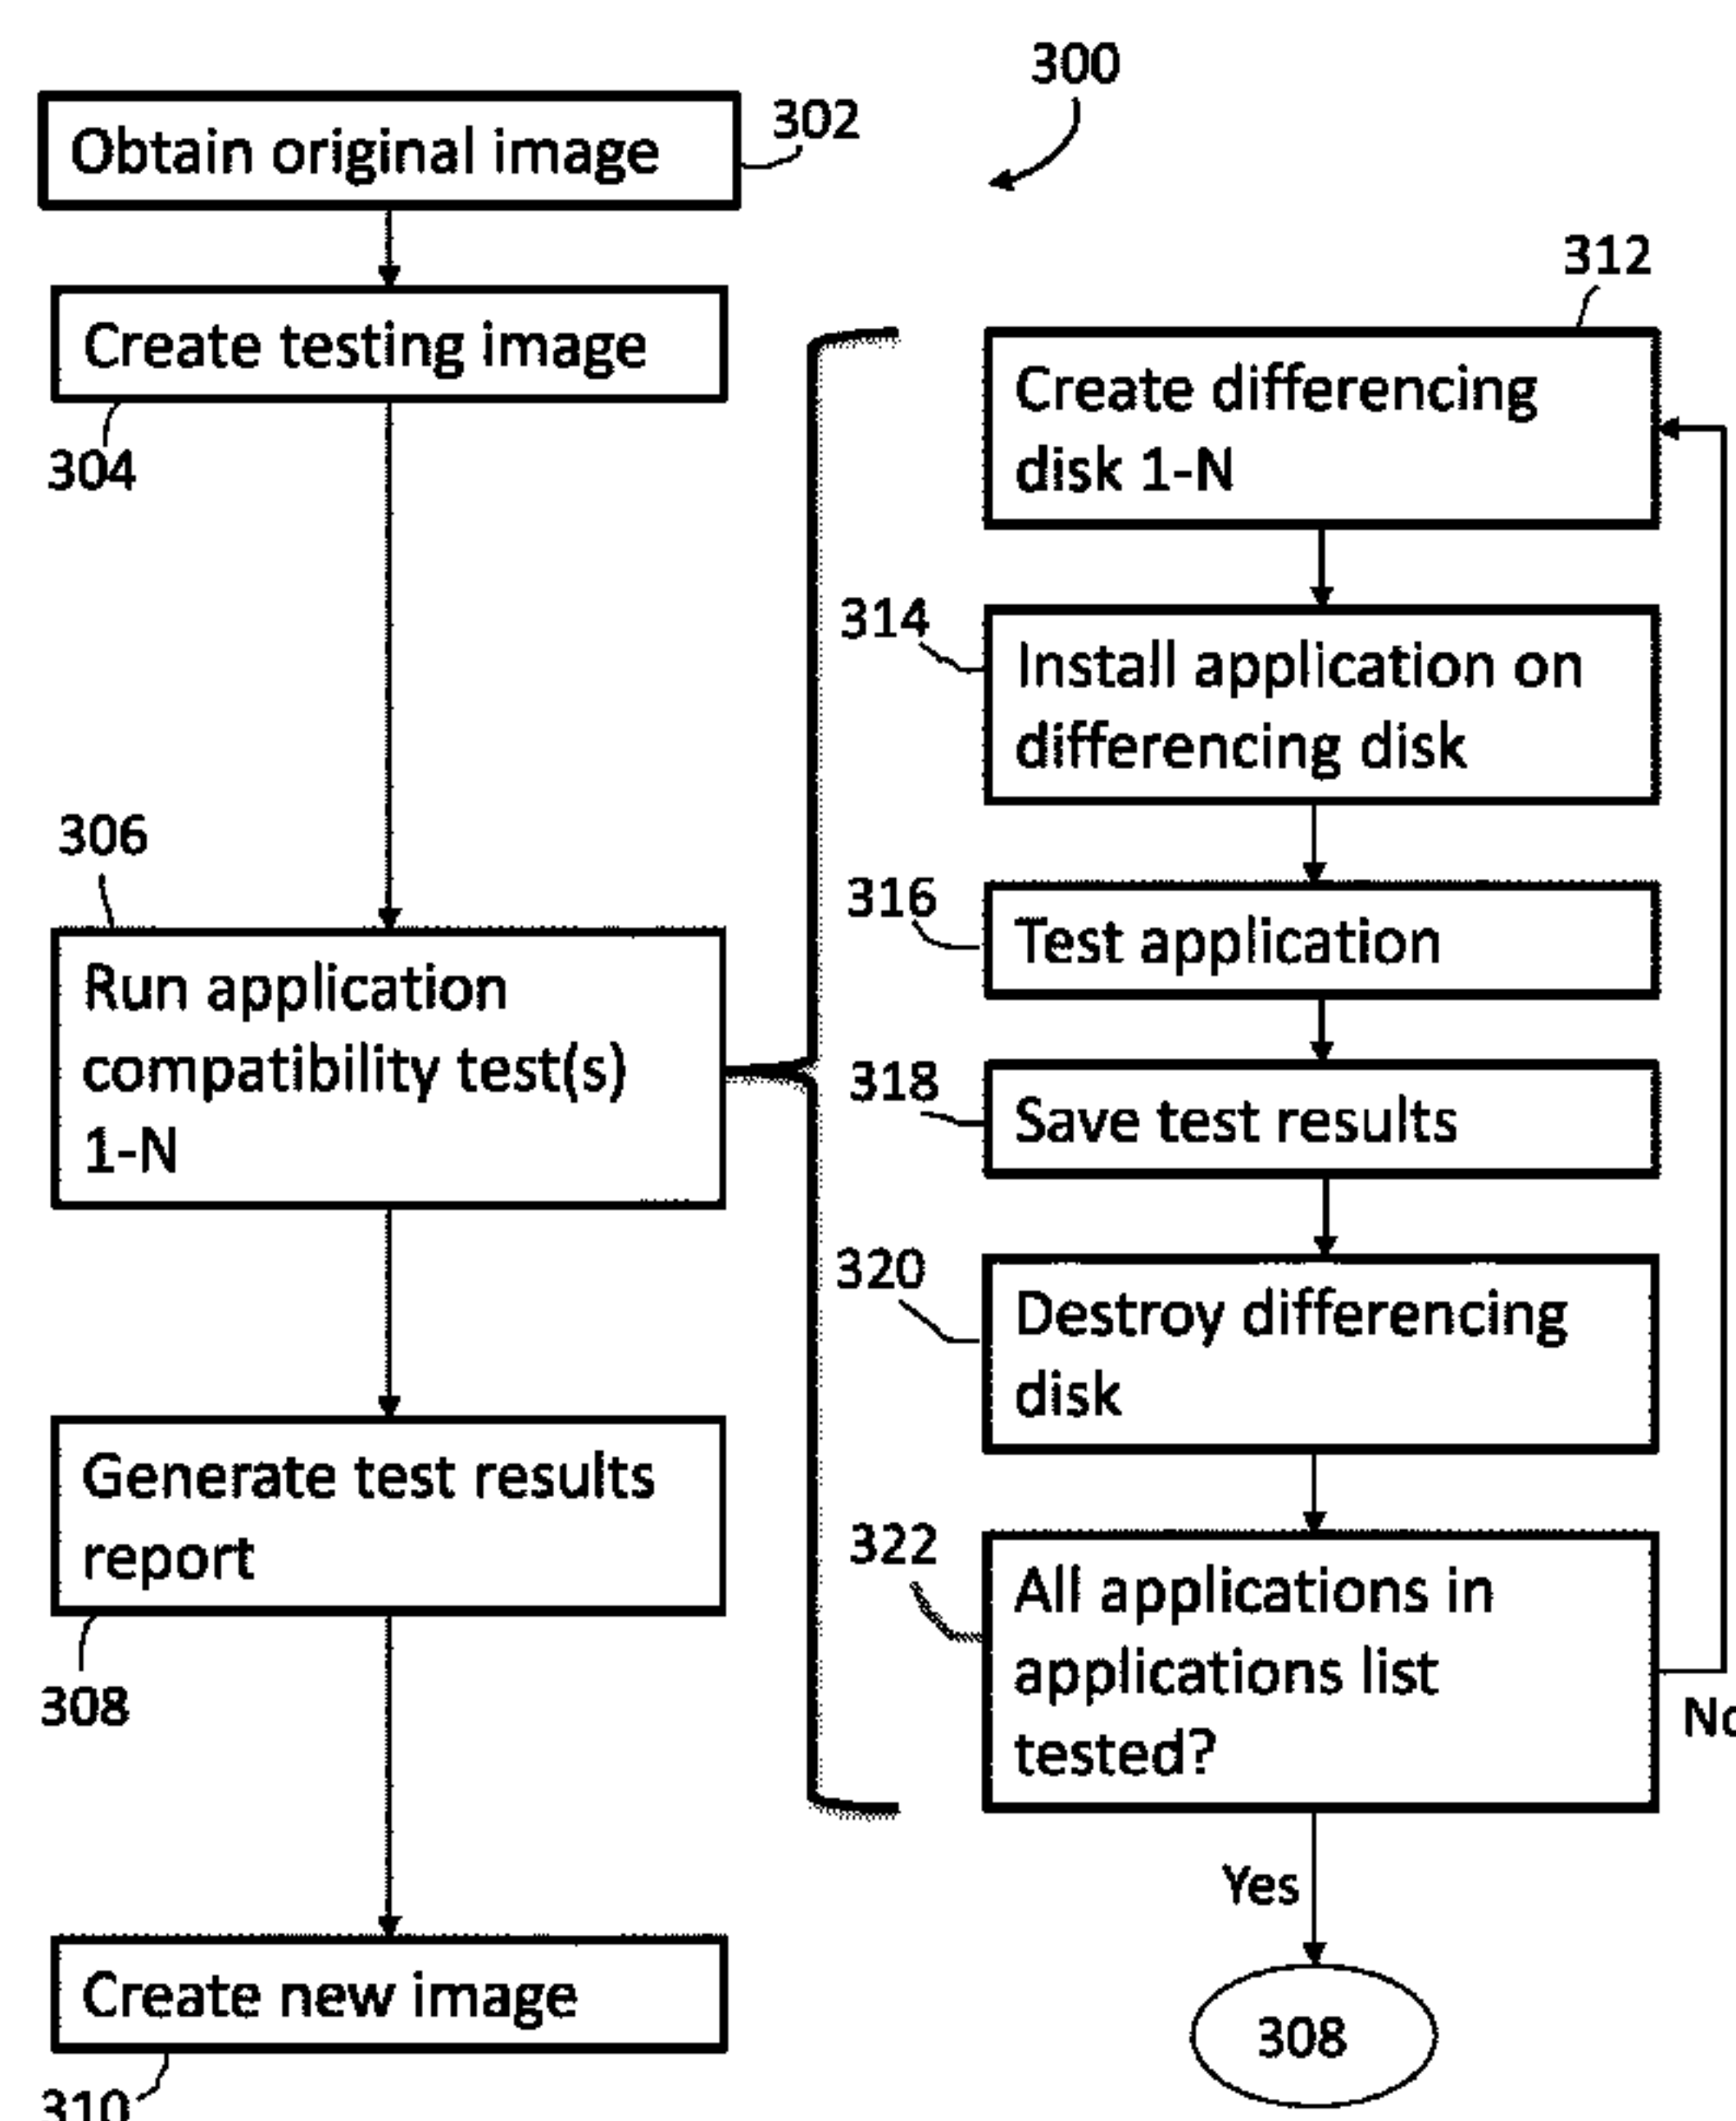 300
Obtain original image
302
Create testing image
304
306
Run application
compatibility test(s)
1-N
Generate test results
report
308
Create new image
310
312
Create differencing
disk 1-N
314
Install application on
differencing disk
316
Test application
318
Save test results
320
Destroy differencing
disk
322
All applications in
applications list
tested?
No
Yes
308